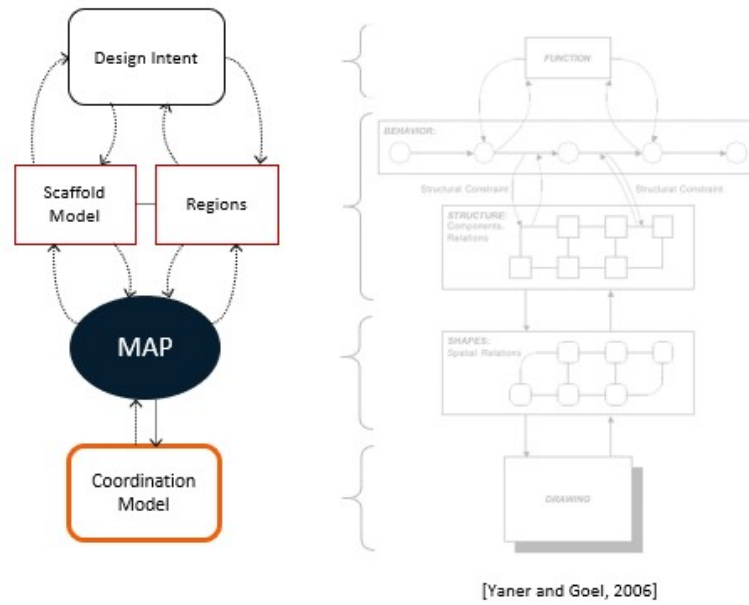 Design Intent
Scaffold
Model
Regions
MAP
Coordination
Model
FUNCTION
BEHAVIOR:
Structural Constraint
Structural Constraint
STRUCTURE:
Components,
Relations
SHAPES:
Spatial Relations
DRAWING
[Yaner and Goel, 2006]